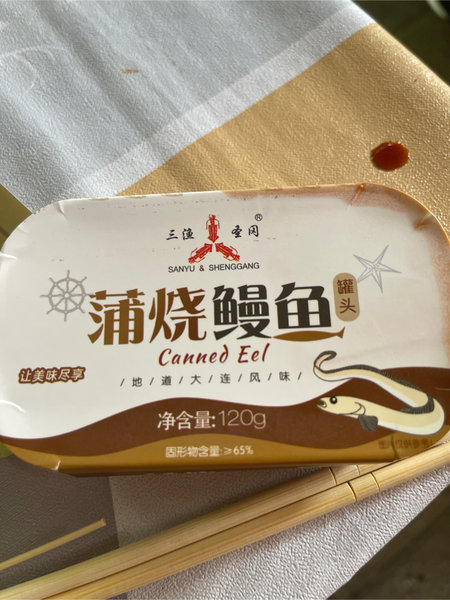 三渔 圣冈 ®
SANYU & SHENGGANG
蒲烧鳗鱼
罐头
Canned Eel
让美味尽享
/地/道/大/连/风/味/
净含量:120g
固形物含量:≥65%